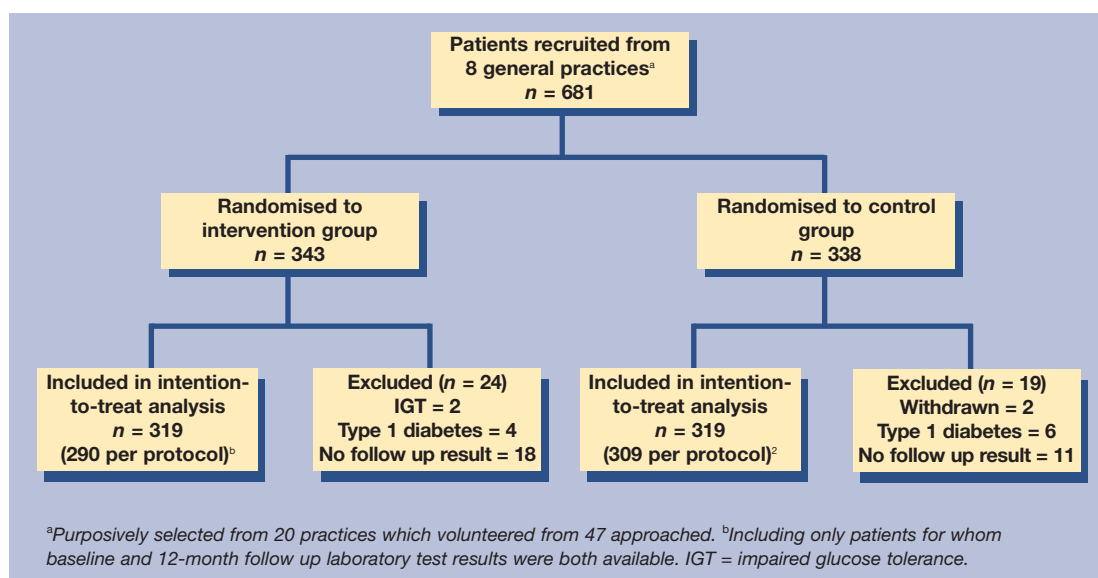 Patients recruited from
8 general practicesᵃ
n = 681
Randomised to
intervention group
n = 343
Randomised to control
group
n = 338
Included in intention-
to-treat analysis
n = 319
(290 per protocol)ᵇ
Excluded (n = 24)
IGT = 2
Type 1 diabetes = 4
No follow up result = 18
Included in intention-
to-treat analysis
n = 319
(309 per protocol)²
Excluded (n = 19)
Withdrawn = 2
Type 1 diabetes = 6
No follow up result = 11
ᵃPurposively selected from 20 practices which volunteered from 47 approached. ᵇIncluding only patients for whom
baseline and 12-month follow up laboratory test results were both available. IGT = impaired glucose tolerance.